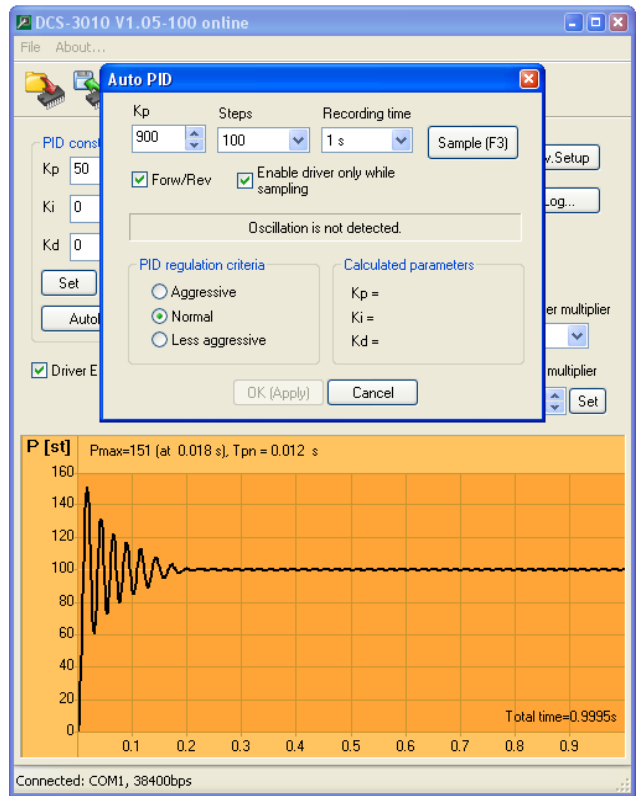 DCS-3010 V1.05-100 online
File About...
Auto PID
Kp Steps Recording time
900 100 1 s Sample (F3)
Forw/Rev Enable driver only while
sampling
Oscillation is not detected.
PID regulation criteria Calculated parameters
Aggressive Kp =
Normal Ki =
Less aggressive Kd =
OK (Apply) Cancel
PID const
Kp 50
Ki 0
Kd 0
Set
Driver E
v.Setup
Log...
er multiplier
multiplier
Set
P [st] Pmax=151 (at 0.018 s), Tpn = 0.012 s
160
140
120
100
80
60
40
20
0
Total time=0.9995s
0.1 0.2 0.3 0.4 0.5 0.6 0.7 0.8 0.9
Connected: COM1, 38400bps